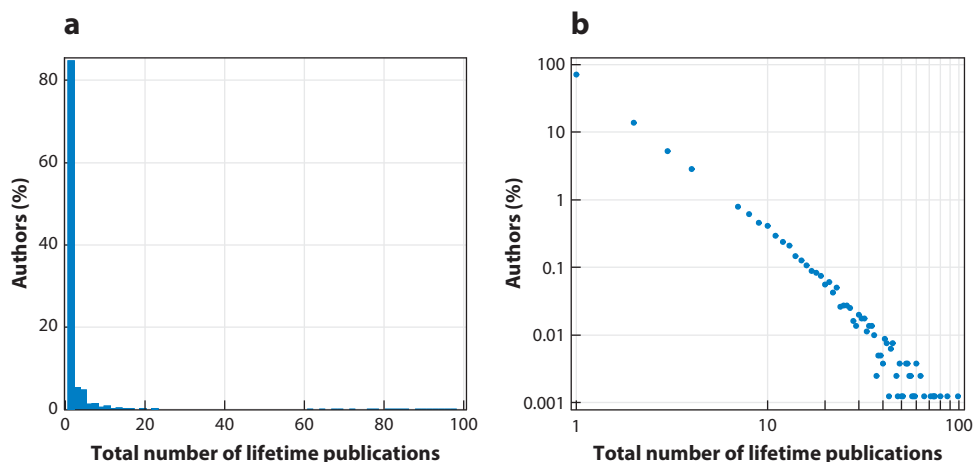 a
Authors (%)
80
60
40
20
0
0 20 40 60 80 100
Total number of lifetime publications
b
Authors (%)
100
10
1
0.1
0.01
0.001
1 10 100
Total number of lifetime publications